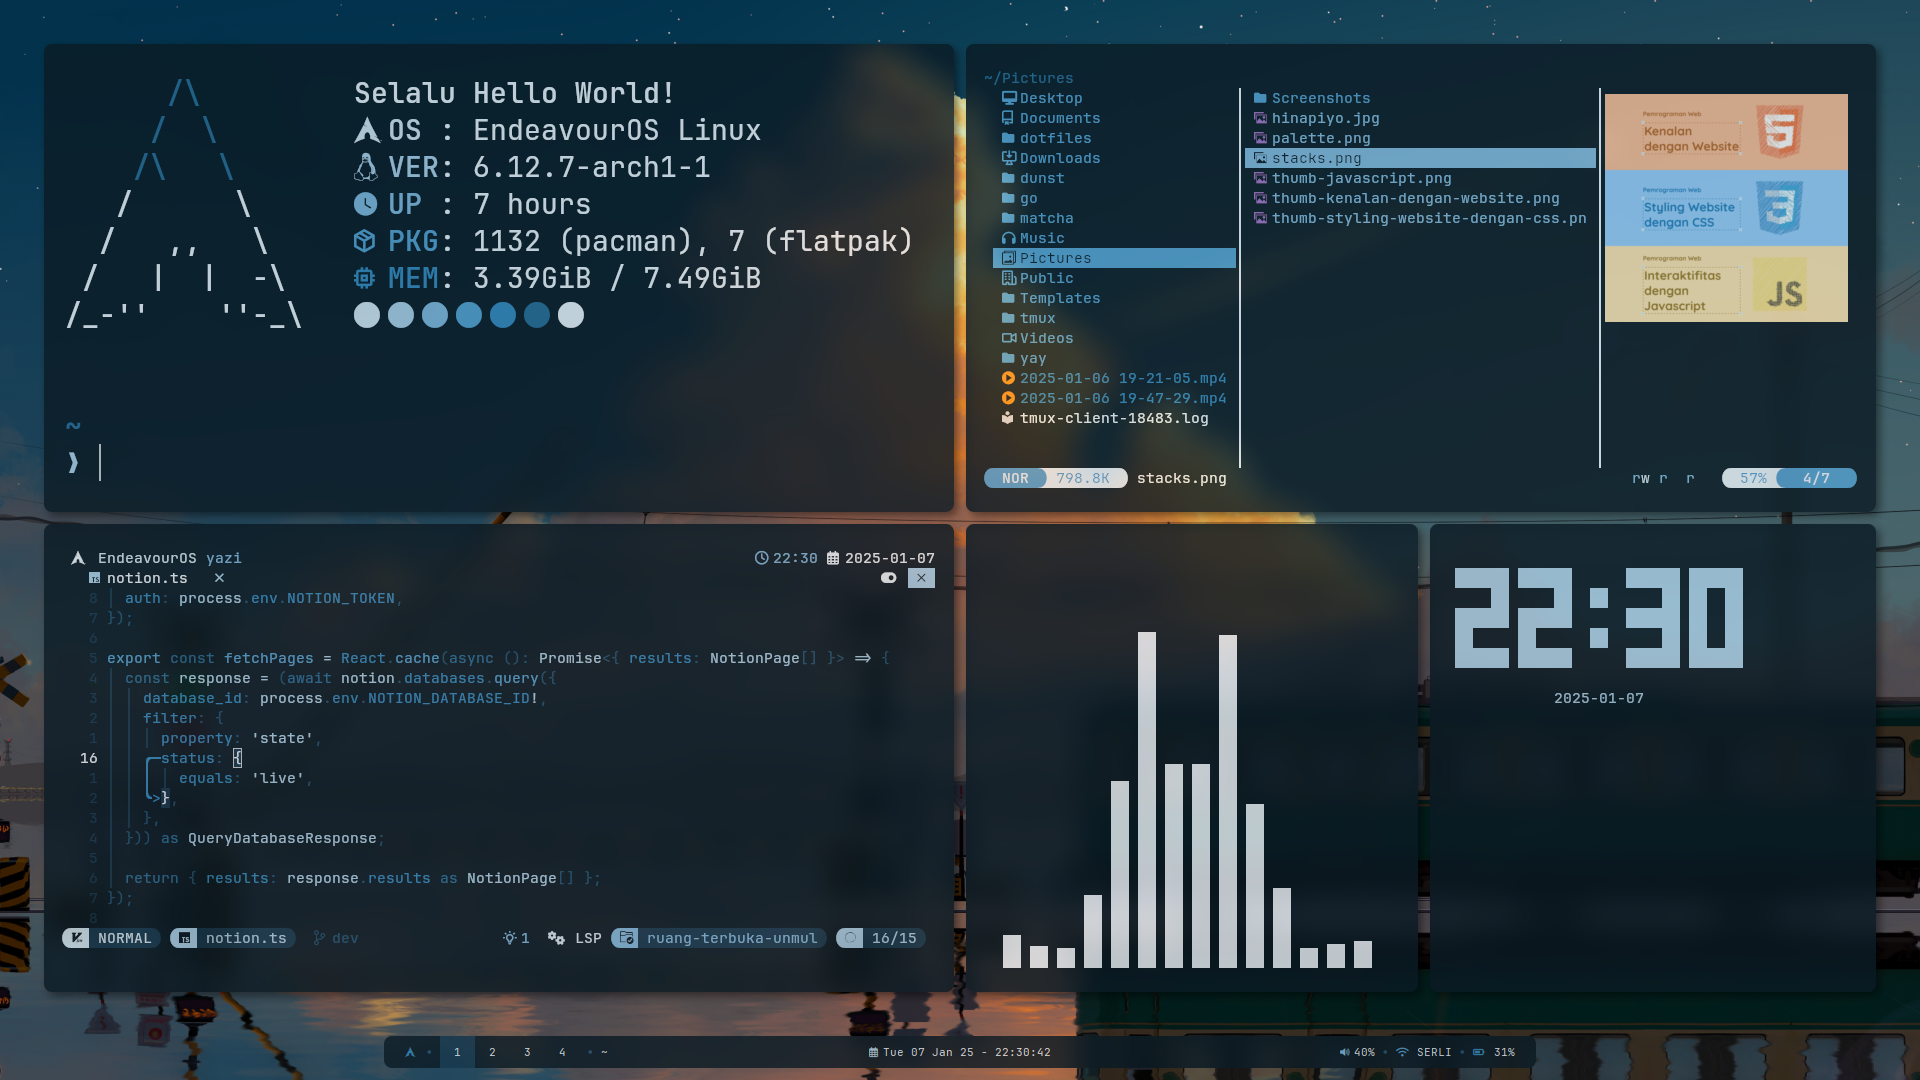 Selalu Hello World!
OS : EndeavourOS Linux
VER: 6.12.7-arch1-1
UP : 7 hours
PKG: 1132 (pacman), 7 (flatpak)
MEM: 3.39GiB / 7.49GiB
~
❯
~/Pictures
Desktop
Documents
dotfiles
Downloads
dunst
go
matcha
Music
Pictures
Public
Templates
tmux
Videos
yay
2025-01-06 19-21-05.mp4
2025-01-06 19-47-29.mp4
tmux-client-18483.log
Screenshots
hinapiyo.jpg
palette.png
stacks.png
thumb-javascript.png
thumb-kenalan-dengan-website.png
thumb-styling-website-dengan-css.pn
Pemrograman Web
Kenalan
dengan Website
5
Pemrograman Web
Styling Website
dengan CSS
3
Pemrograman Web
Interaktifitas
dengan
Javascript
JS
NOR 798.8K stacks.png
rw r  r 57% 4/7
EndeavourOS yazi 22:30 2025-01-07
TS notion.ts ✕ ✕
8 auth: process.env.NOTION_TOKEN,
7 });
6
5 export const fetchPages = React.cache(async (): Promise<{ results: NotionPage[] }> => {
4 const response = (await notion.databases.query({
3 database_id: process.env.NOTION_DATABASE_ID!,
2 filter: {
1 property: 'state',
16 status: {
1 equals: 'live',
2 },
3 },
4 })) as QueryDatabaseResponse;
5
6 return { results: response.results as NotionPage[] };
7 });
8
NORMAL TS notion.ts dev 1 LSP ruang-terbuka-unmul 16/15
22:30
2025-01-07
1 2 3 4 ~ Tue 07 Jan 25 - 22:30:42 40% SERLI 31%